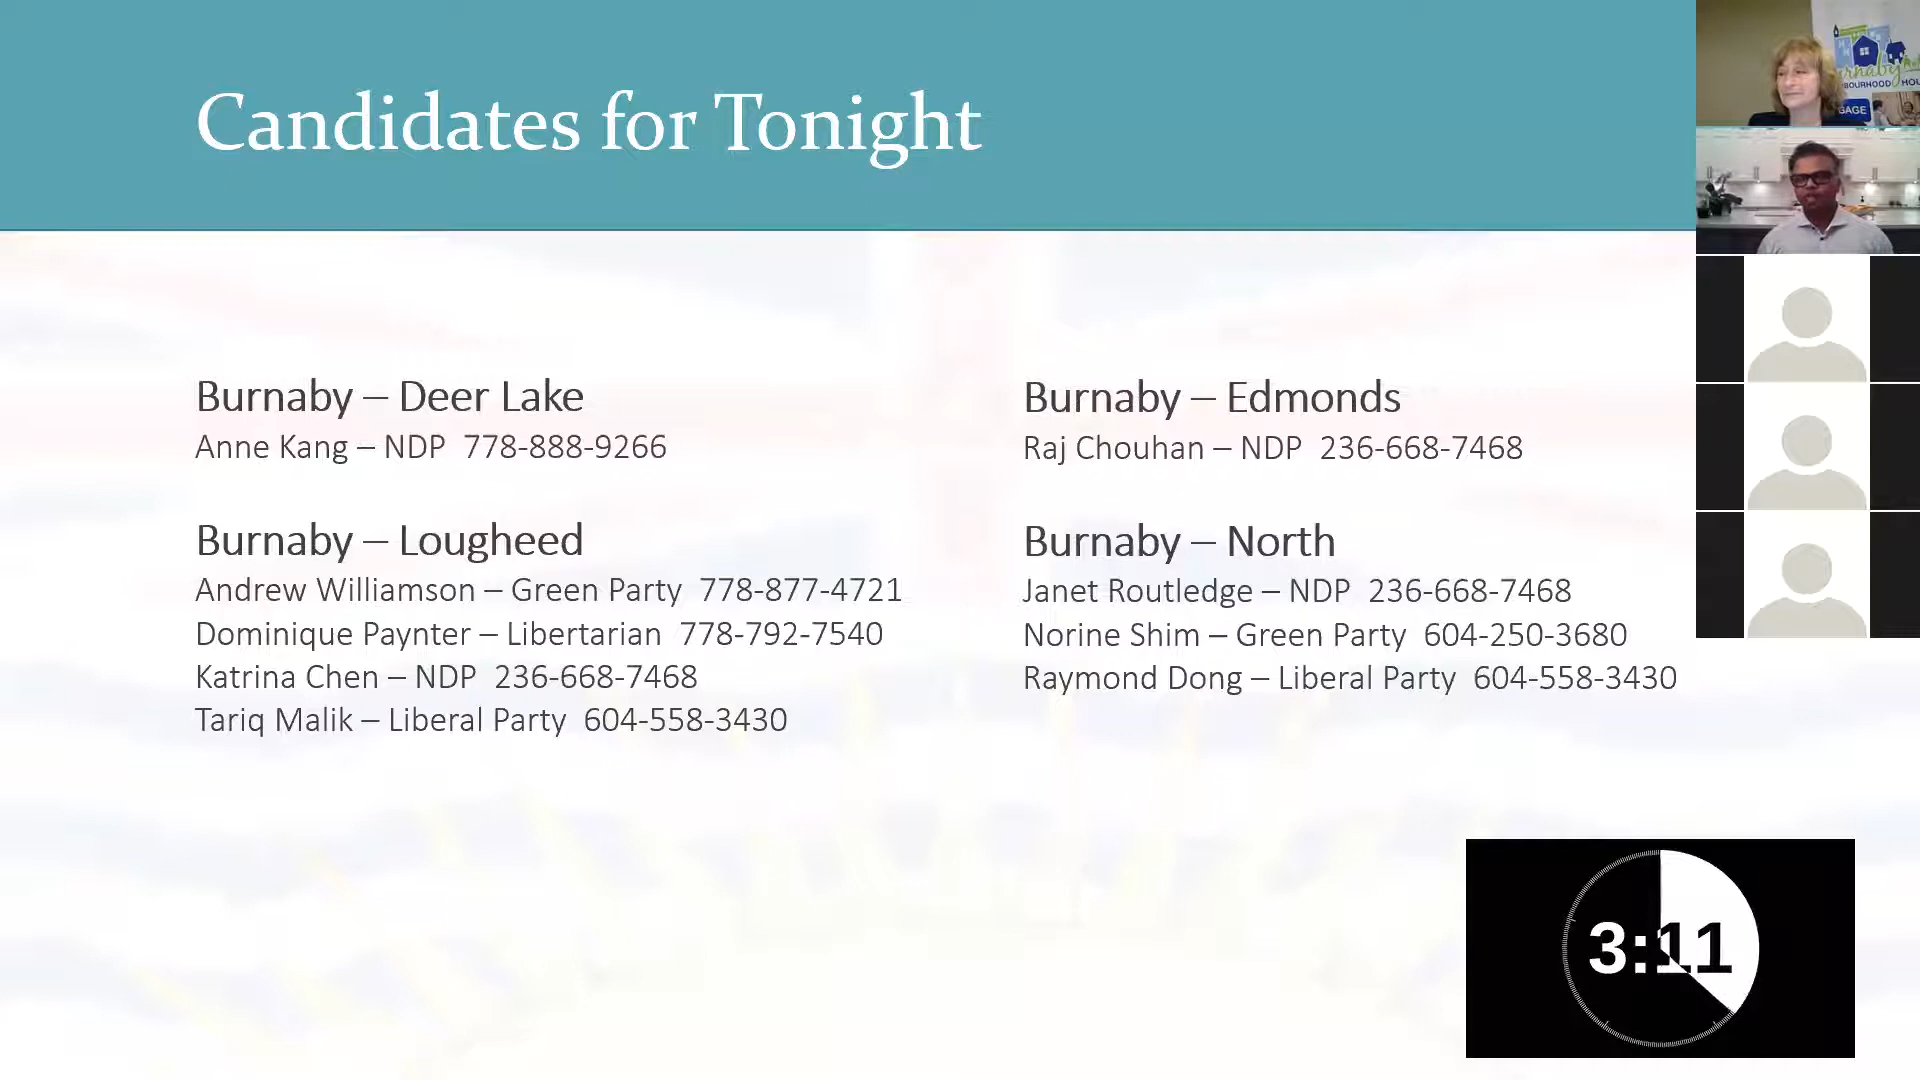 Candidates for Tonight
Burnaby – Deer Lake
Anne Kang – NDP 778-888-9266
Burnaby – Lougheed
Andrew Williamson – Green Party 778-877-4721
Dominique Paynter – Libertarian 778-792-7540
Katrina Chen – NDP 236-668-7468
Tariq Malik – Liberal Party 604-558-3430
Burnaby – Edmonds
Raj Chouhan – NDP 236-668-7468
Burnaby – North
Janet Routledge – NDP 236-668-7468
Norine Shim – Green Party 604-250-3680
Raymond Dong – Liberal Party 604-558-3430
3:11